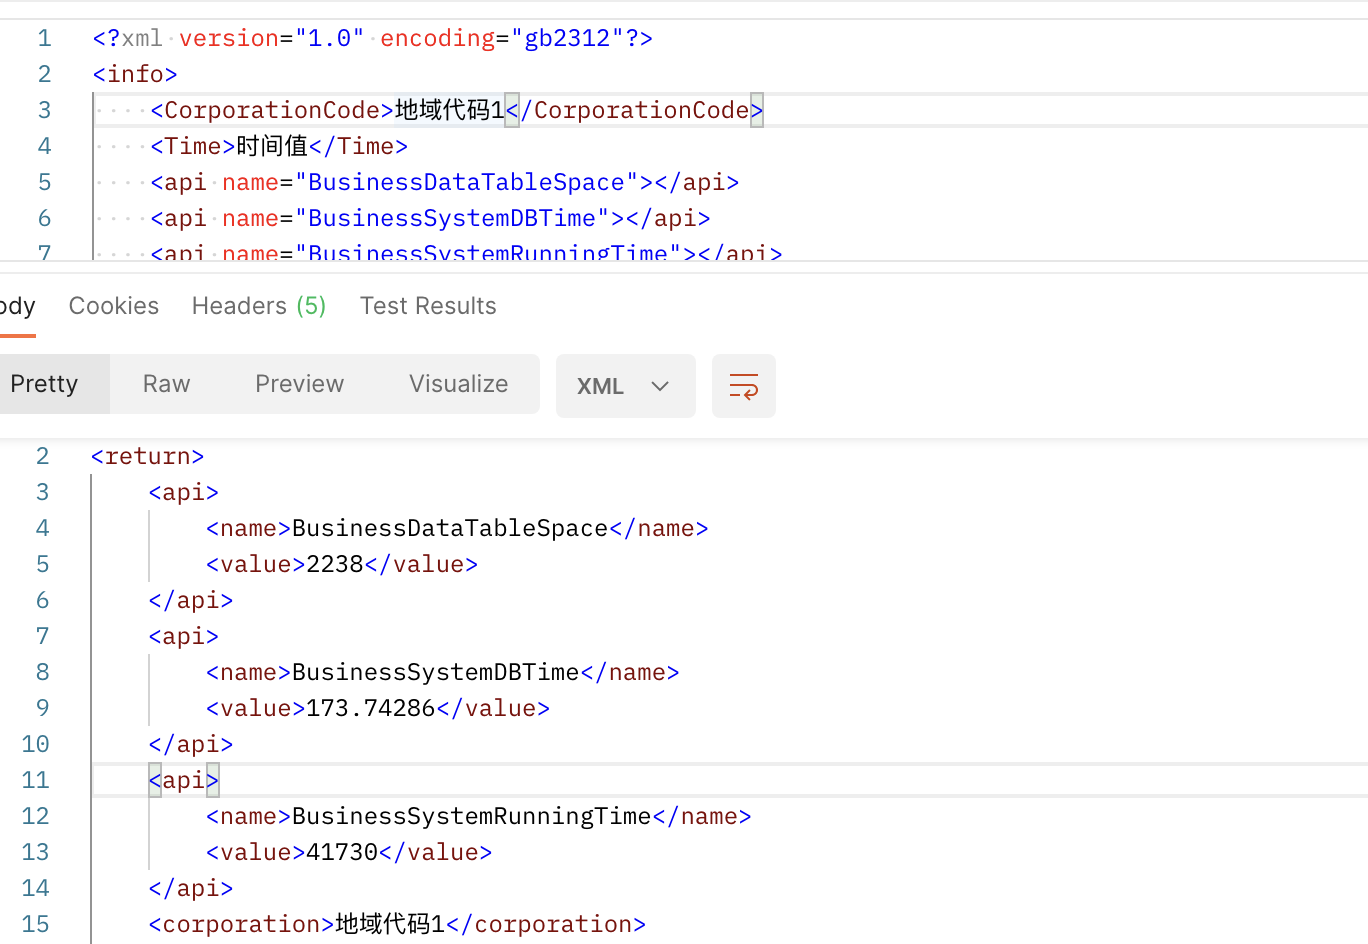 1 <?xml version="1.0" encoding="gb2312"?>
2 <info>
3 <CorporationCode>地域代码1</CorporationCode>
4 <Time>时间值</Time>
5 <api name="BusinessDataTableSpace"></api>
6 <api name="BusinessSystemDBTime"></api>
7 <api name="BusinessSystemRunningTime"></api>
ody Cookies Headers (5) Test Results
Pretty Raw Preview Visualize XML
2 <return>
3 <api>
4 <name>BusinessDataTableSpace</name>
5 <value>2238</value>
6 </api>
7 <api>
8 <name>BusinessSystemDBTime</name>
9 <value>173.74286</value>
10 </api>
11 <api>
12 <name>BusinessSystemRunningTime</name>
13 <value>41730</value>
14 </api>
15 <corporation>地域代码1</corporation>